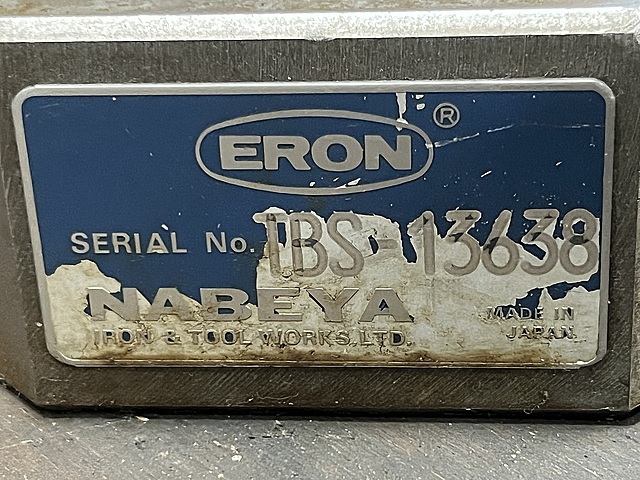 ERON®
SERIAL No. TBS-13638
NABEYA
IRON & TOOL WORKS, LTD.
MADE IN
JAPAN.